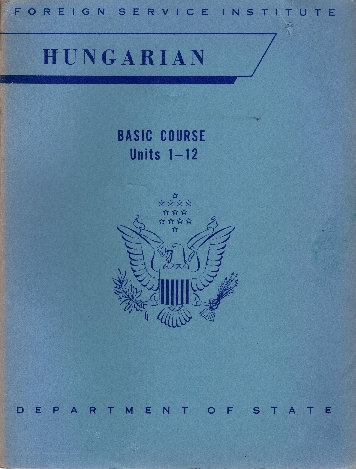 FOREIGN SERVICE INSTITUTE
HUNGARIAN
BASIC COURSE
Units 1–12
DEPARTMENT OF STATE